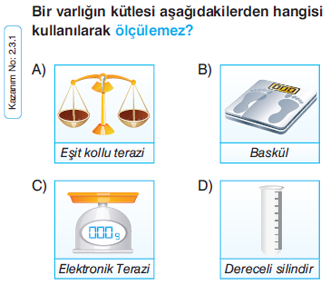 Bir varlığın kütlesi aşağıdakilerden hangisi
kullanılarak ölçülemez?
Kazanım No: 2.3.1
A)
Eşit kollu terazi
B)
000
Baskül
C)
000g
Elektronik Terazi
D)
Dereceli silindir